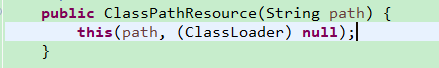 public ClassPathResource(String path) {
this(path, (ClassLoader) null);
}